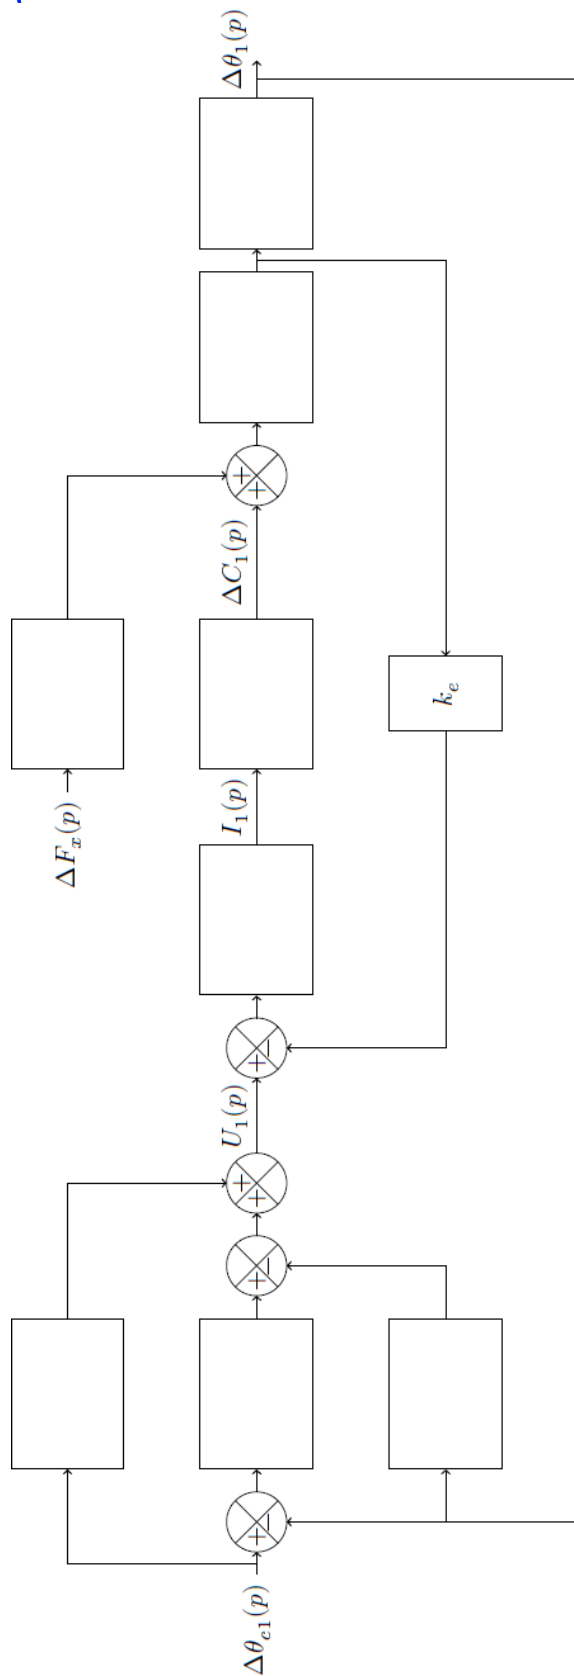 Δθ_{c1}(p)
+
−
+
−
+
+
U_1(p)
+
−
I_1(p)
ΔF_x(p)
ΔC_1(p)
+
+
k_e
Δθ_1(p)